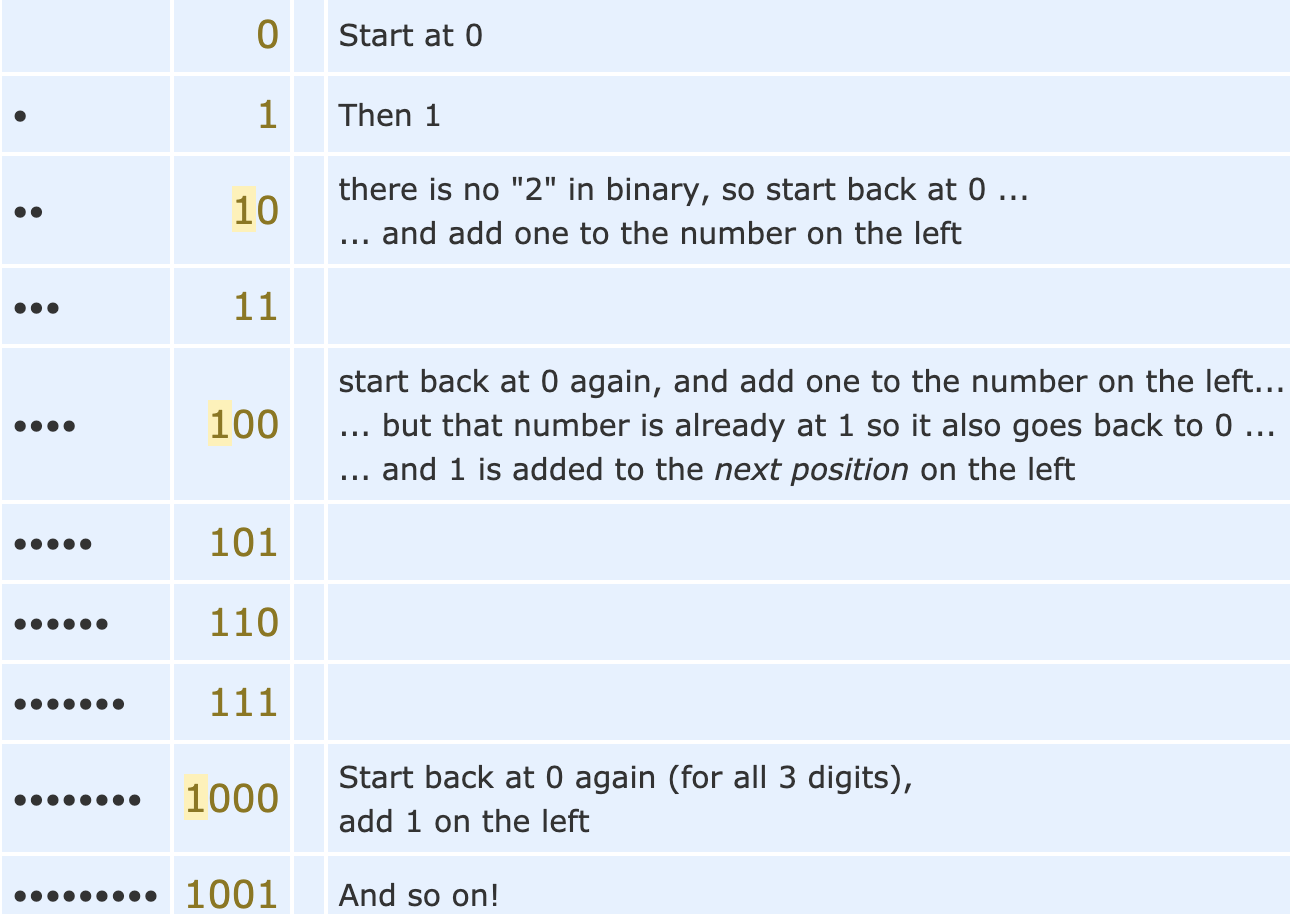 0 Start at 0
• 1 Then 1
•• 10 there is no "2" in binary, so start back at 0 ...
... and add one to the number on the left
••• 11
•••• 100 start back at 0 again, and add one to the number on the left...
... but that number is already at 1 so it also goes back to 0 ...
... and 1 is added to the next position on the left
••••• 101
•••••• 110
••••••• 111
•••••••• 1000 Start back at 0 again (for all 3 digits),
add 1 on the left
••••••••• 1001 And so on!